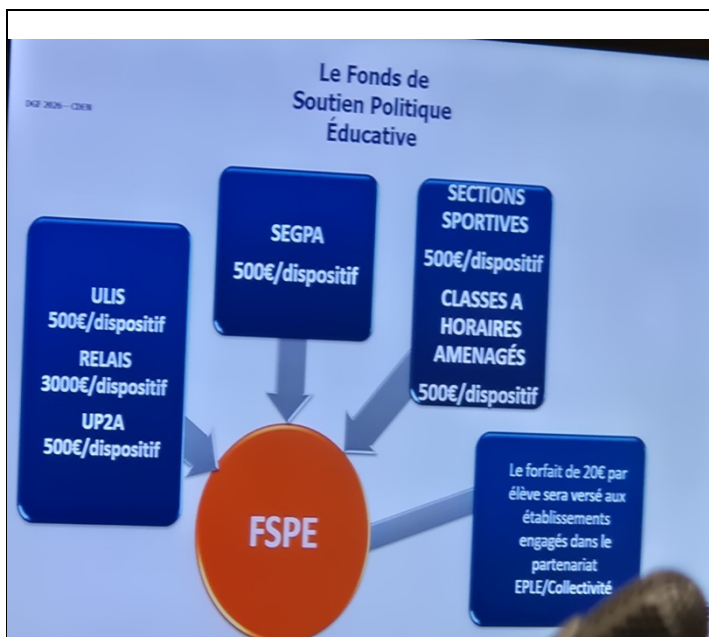 DGF 2026 – CDEN
Le Fonds de
Soutien Politique
Éducative
ULIS
500€/dispositif
RELAIS
3000€/dispositif
UP2A
500€/dispositif
SEGPA
500€/dispositif
SECTIONS
SPORTIVES
500€/dispositif
CLASSES A
HORAIRES
AMENAGÉS
500€/dispositif
FSPE
Le forfait de 20€ par
élève sera versé aux
établissements
engagés dans le
partenariat
EPLE/Collectivité